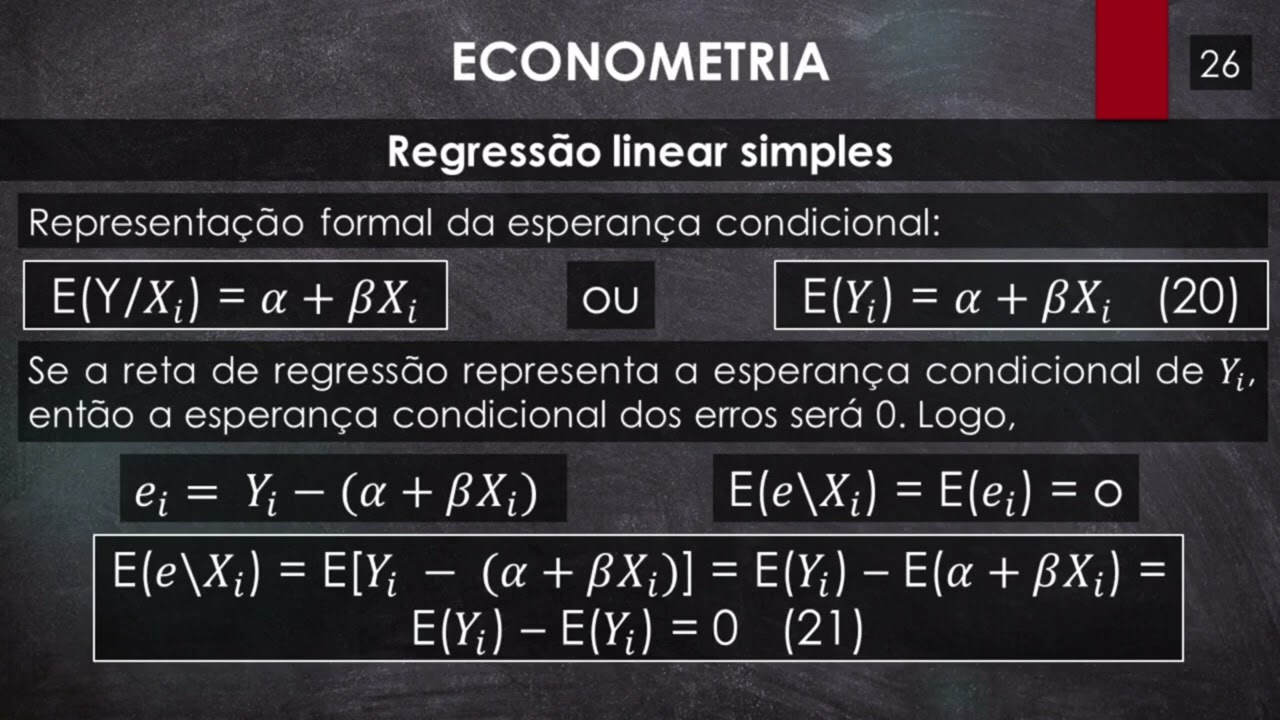 ECONOMETRIA
26
Regressão linear simples
Representação formal da esperança condicional:
E(Y/Xᵢ) = α + βXᵢ
OU
E(Yᵢ) = α + βXᵢ (20)
Se a reta de regressão representa a esperança condicional de Yᵢ,
então a esperança condicional dos erros será 0. Logo,
eᵢ = Yᵢ − (α + βXᵢ)
E(e\Xᵢ) = E(eᵢ) = o
E(e\Xᵢ) = E[Yᵢ − (α + βXᵢ)] = E(Yᵢ) – E(α + βXᵢ) =
E(Yᵢ) – E(Yᵢ) = 0 (21)